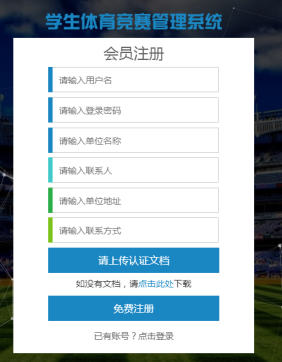 学生体育竞赛管理系统
会员注册
请输入用户名
请输入登录密码
请输入单位名称
请输入联系人
请输入单位地址
请输入联系方式
请上传认证文档
如没有文档，请点击此处下载
免费注册
已有账号？点击登录